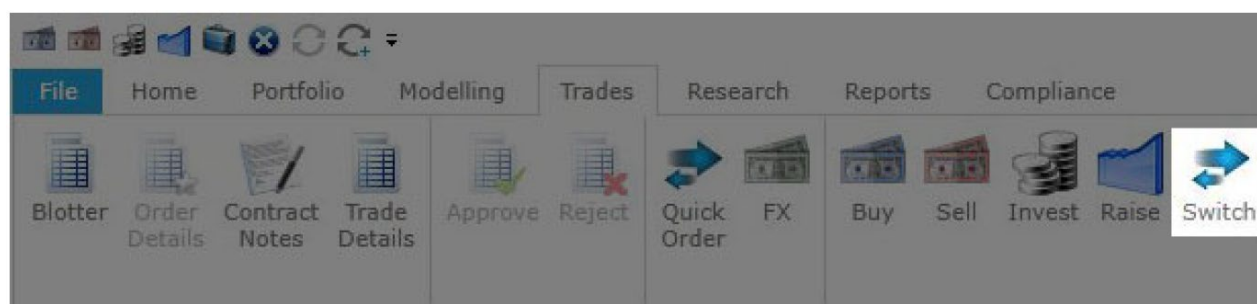 File Home Portfolio Modelling Trades Research Reports Compliance
Blotter Order Details Contract Notes Trade Details Approve Reject Quick Order FX Buy Sell Invest Raise Switch